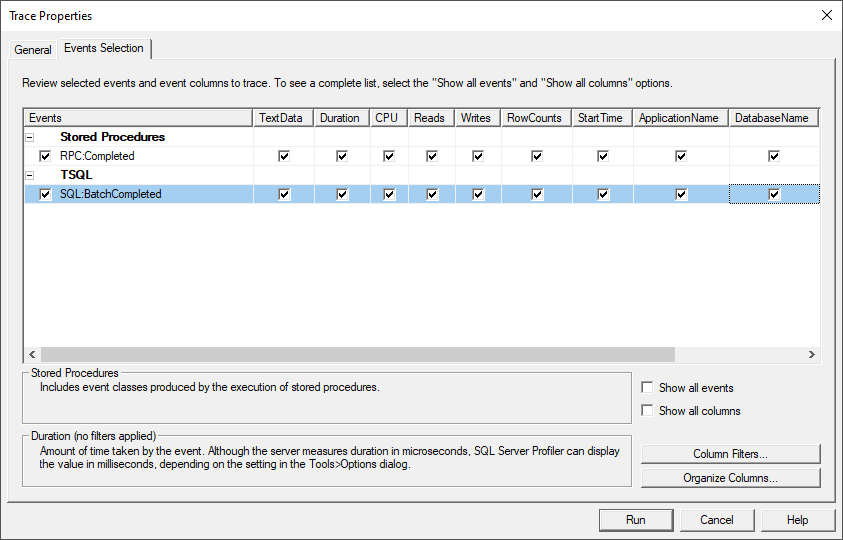 Trace Properties
General Events Selection
Review selected events and event columns to trace. To see a complete list, select the "Show all events" and "Show all columns" options.
Events TextData Duration CPU Reads Writes RowCounts StartTime ApplicationName DatabaseName
Stored Procedures
RPC:Completed
TSQL
SQL:BatchCompleted
Stored Procedures
Includes event classes produced by the execution of stored procedures.
Show all events
Show all columns
Duration (no filters applied)
Amount of time taken by the event. Although the server measures duration in microseconds, SQL Server Profiler can display
the value in milliseconds, depending on the setting in the Tools>Options dialog.
Column Filters...
Organize Columns...
Run Cancel Help